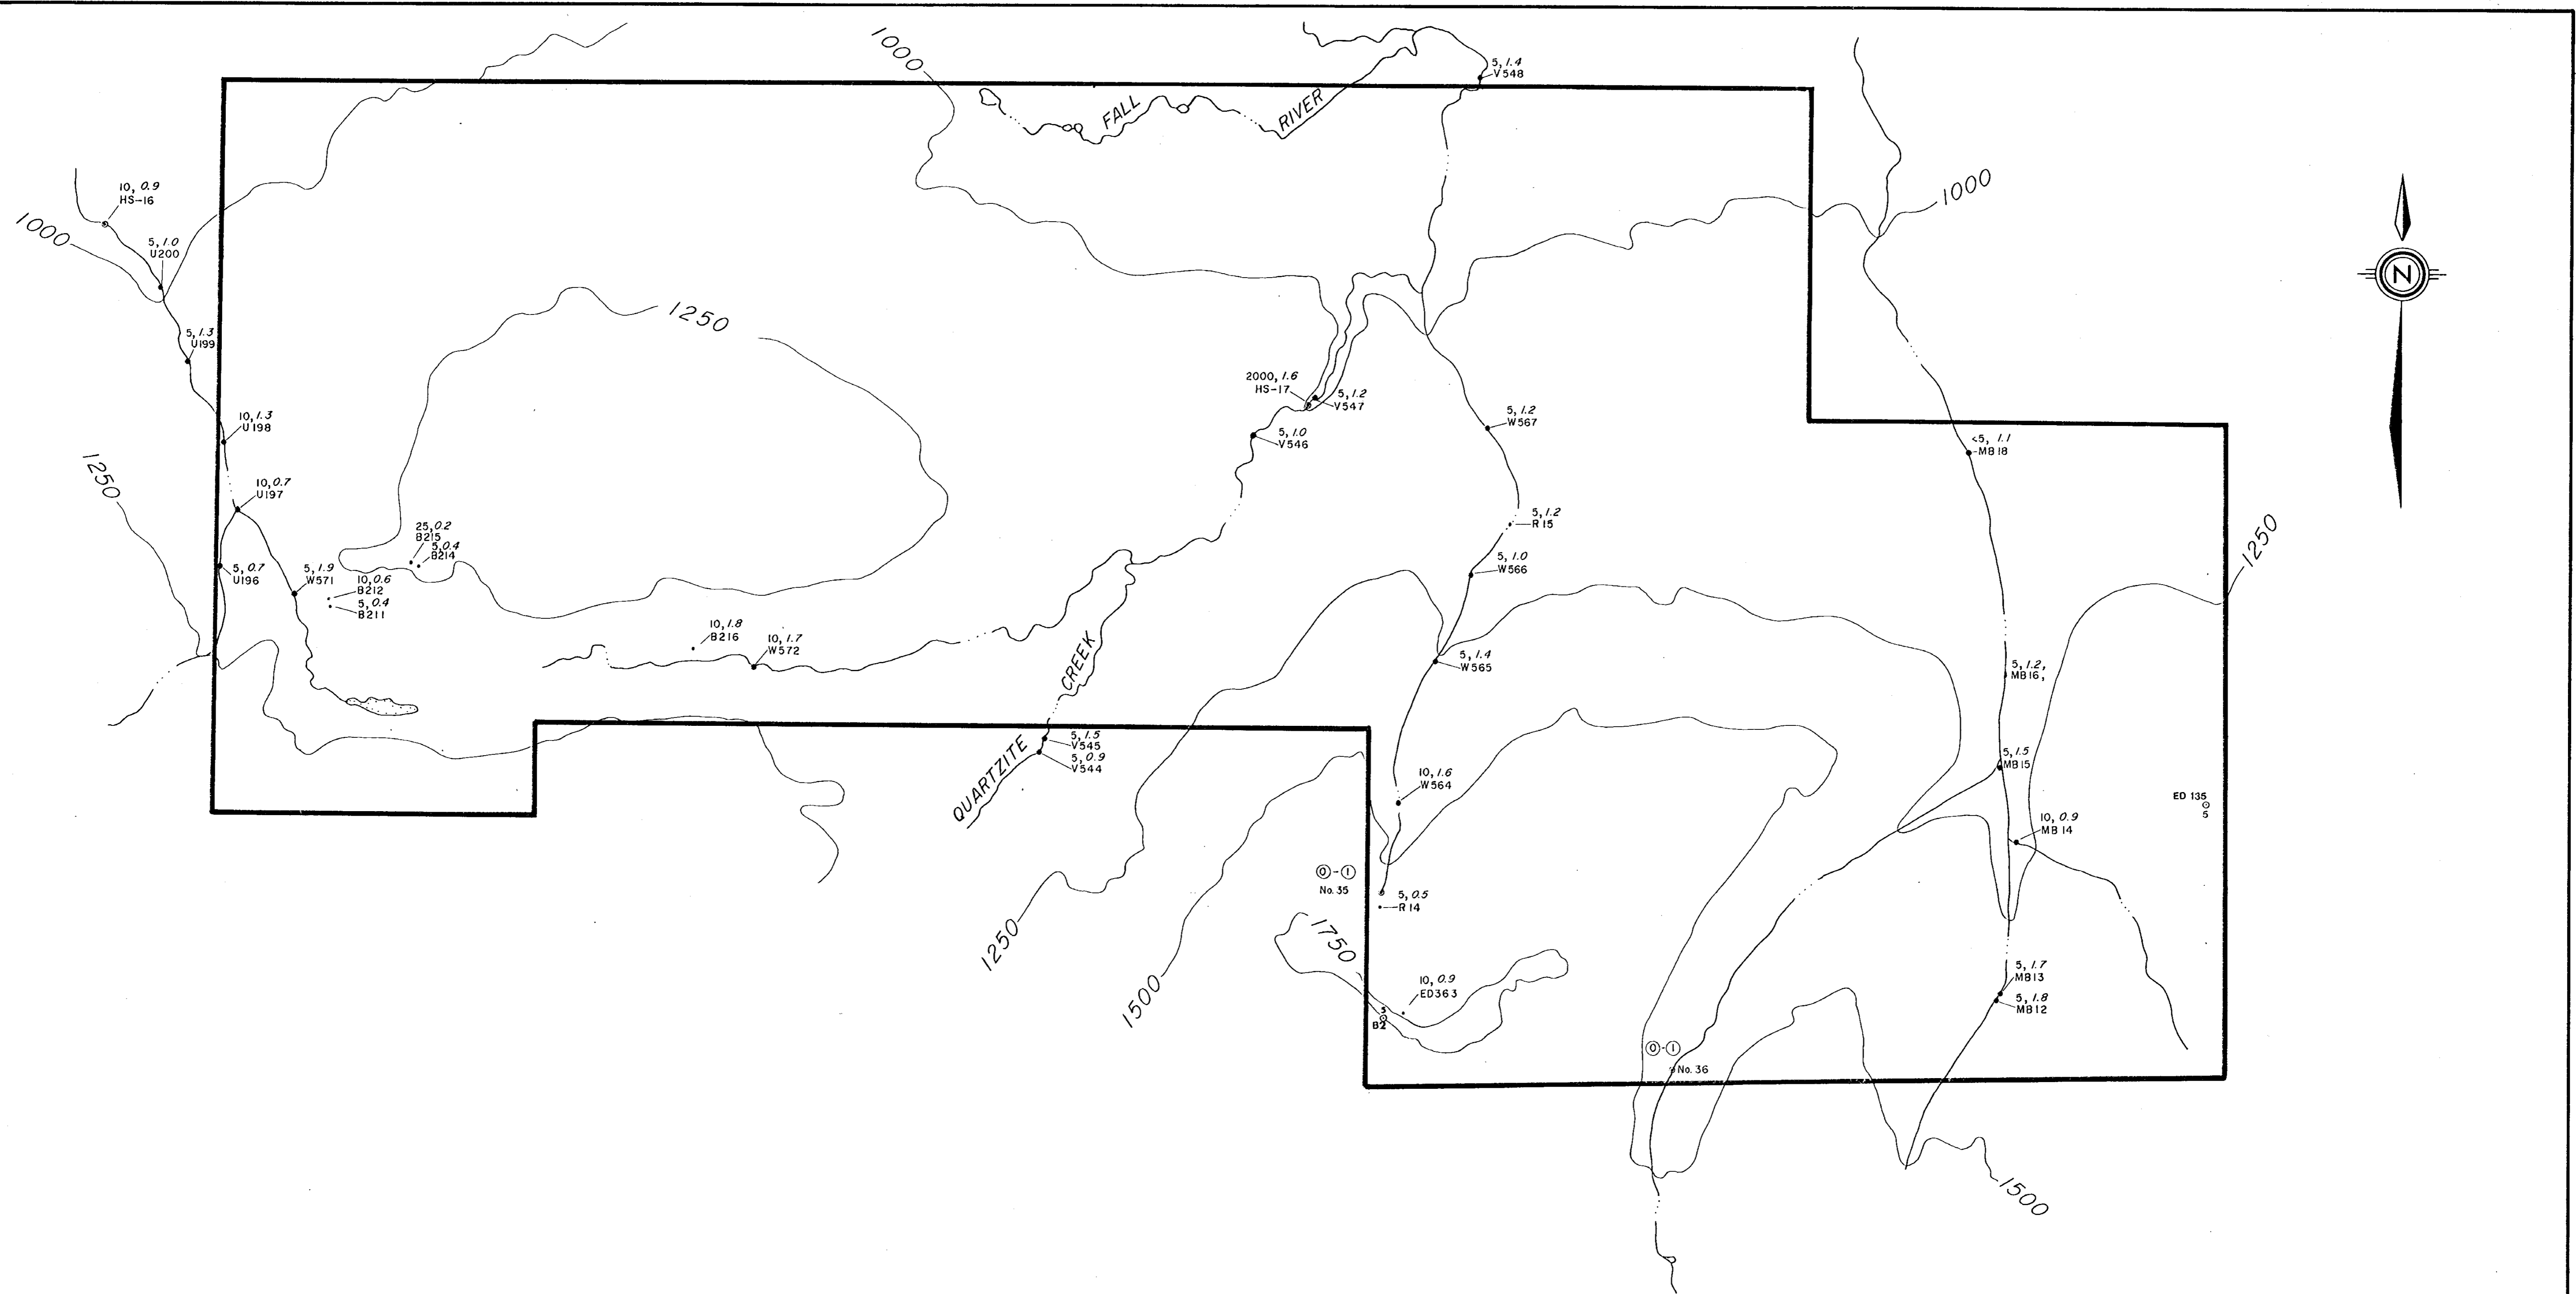 1000
5, 1.4
V548
FALL
RIVER
10, 0.9
HS-16
1000
1000
5, 1.0
U200
N
1250
5, 1.3
U199
2000, 1.6
HS-17
5, 1.2
V547
10, 1.3
U198
5, 1.2
W567
5, 1.0
V546
<5, 1.1
MB18
1250
10, 0.7
U197
25, 0.2
B215
5, 0.4
B214
5, 1.2
R15
1250
5, 0.7
U196
5, 1.9
W571
10, 0.6
B212
5, 0.4
B211
5, 1.0
W566
10, 1.8
B216
10, 1.7
W572
CREEK
5, 1.4
W565
5, 1.2,
MB16,
QUARTZITE
5, 1.5
V545
5, 0.9
V544
5, 1.5
MB15
10, 1.6
W564
ED 135
5
10, 0.9
MB 14
0-1
No. 35
5, 0.5
R14
1250
1500
1750
10, 0.9
ED363
5
B2
5, 1.7
MB13
5, 1.8
MB12
0-1
No. 36
1500